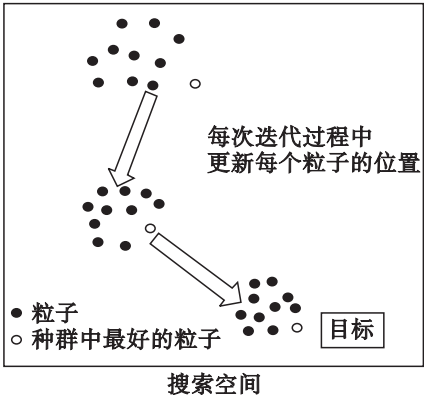 每次迭代过程中
更新每个粒子的位置
粒子
种群中最好的粒子
目标
搜索空间